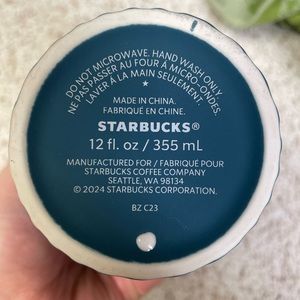 DO NOT MICROWAVE. HAND WASH ONLY.
NE PAS PASSER AU FOUR À MICRO-ONDES.
LAVER À LA MAIN SEULEMENT.
MADE IN CHINA.
FABRIQUÉ EN CHINE.
STARBUCKS®
12 fl. oz / 355 mL
MANUFACTURED FOR / FABRIQUÉ POUR
STARBUCKS COFFEE COMPANY
SEATTLE, WA 98134
© 2024 STARBUCKS CORPORATION.
BZ C23